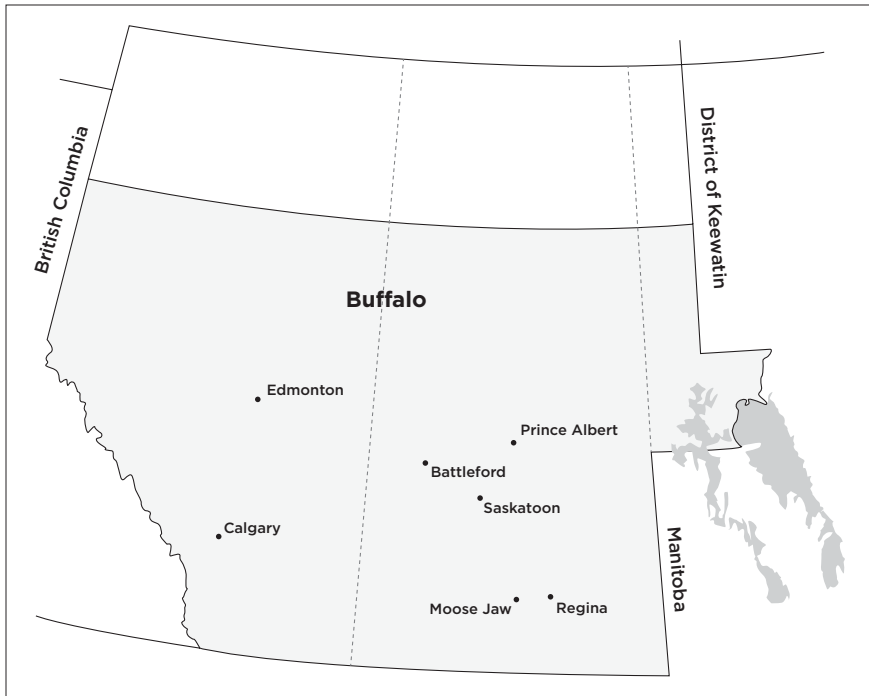 British Columbia
District of Keewatin
Buffalo
Edmonton
Prince Albert
Battleford
Saskatoon
Calgary
Manitoba
Moose Jaw
Regina